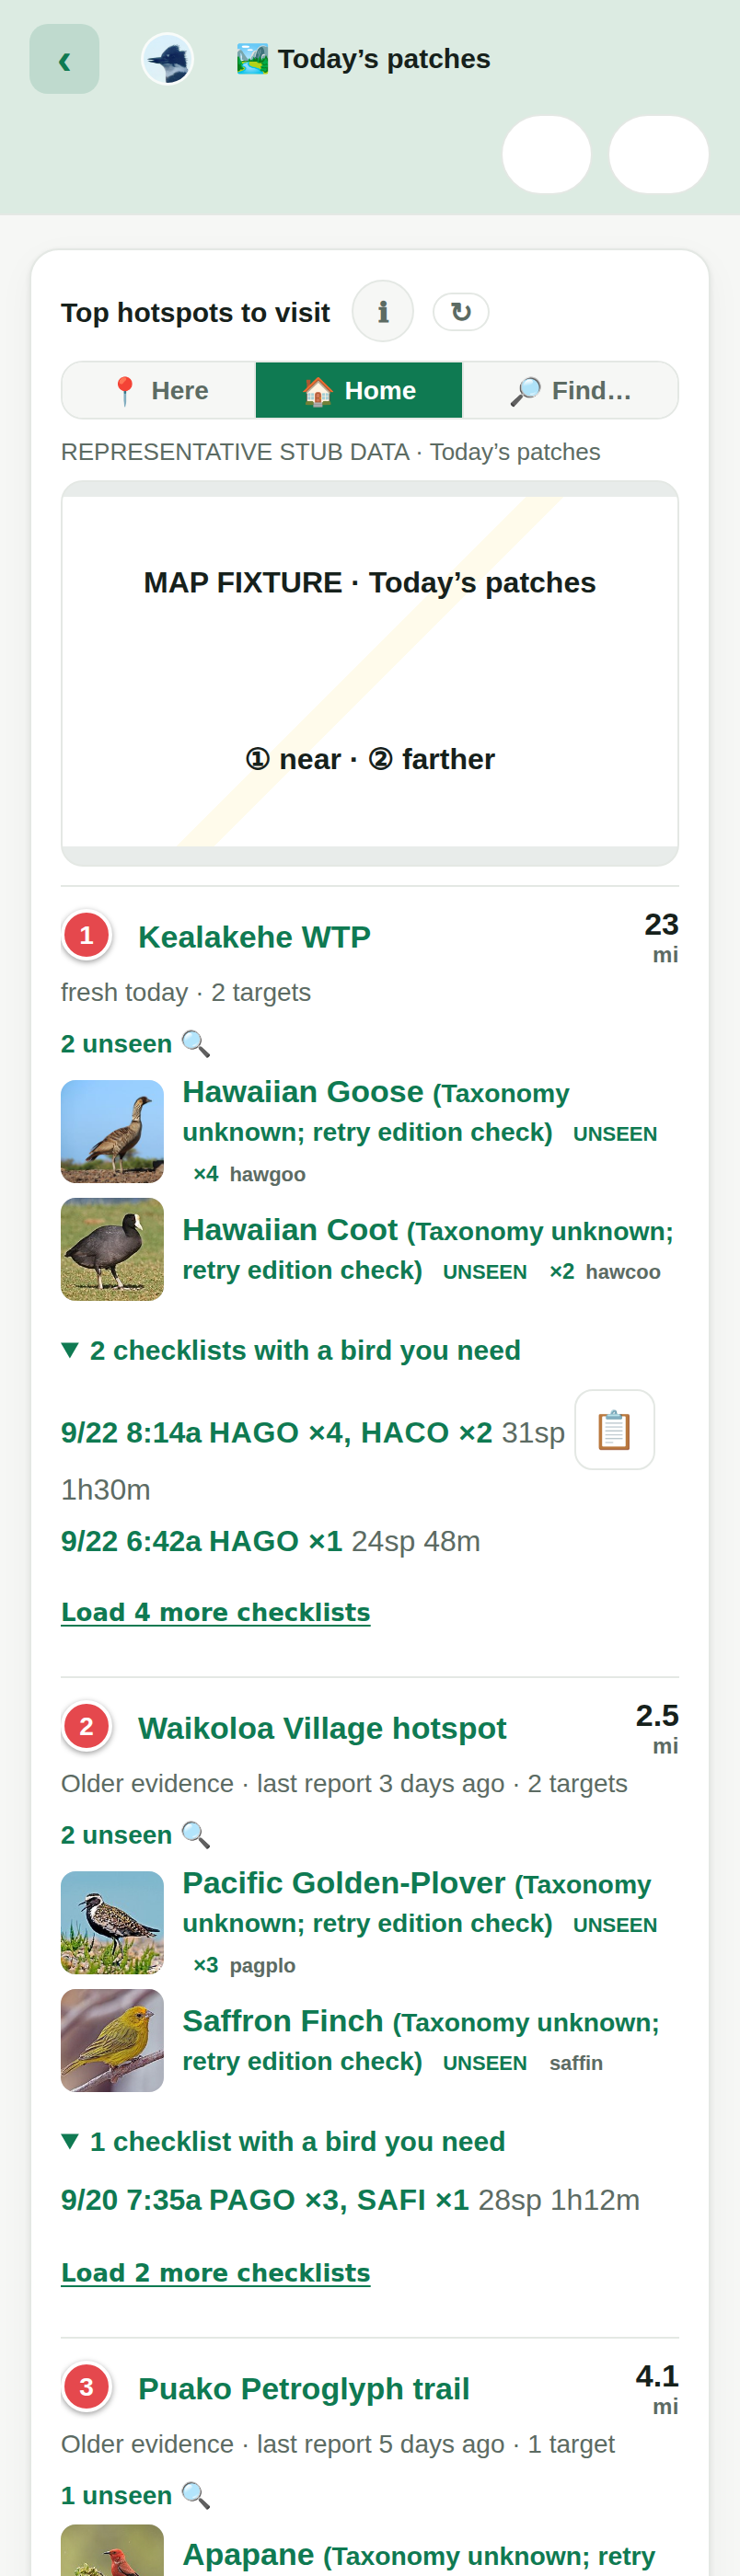 ‹ 🏞️ Today’s patches
Top hotspots to visit ℹ ↻
📍 Here 🏠 Home 🔎 Find…
REPRESENTATIVE STUB DATA · Today’s patches
MAP FIXTURE · Today’s patches
① near · ② farther
1 Kealakehe WTP 23 mi
fresh today · 2 targets
2 unseen 🔍
Hawaiian Goose (Taxonomy
unknown; retry edition check) UNSEEN
×4 hawgoo
Hawaiian Coot (Taxonomy unknown;
retry edition check) UNSEEN ×2 hawcoo
▼ 2 checklists with a bird you need
9/22 8:14a HAGO ×4, HACO ×2 31sp 📋
1h30m
9/22 6:42a HAGO ×1 24sp 48m
Load 4 more checklists
2 Waikoloa Village hotspot 2.5 mi
Older evidence · last report 3 days ago · 2 targets
2 unseen 🔍
Pacific Golden-Plover (Taxonomy
unknown; retry edition check) UNSEEN
×3 pagplo
Saffron Finch (Taxonomy unknown;
retry edition check) UNSEEN saffin
▼ 1 checklist with a bird you need
9/20 7:35a PAGO ×3, SAFI ×1 28sp 1h12m
Load 2 more checklists
3 Puako Petroglyph trail 4.1 mi
Older evidence · last report 5 days ago · 1 target
1 unseen 🔍
Apapane (Taxonomy unknown; retry